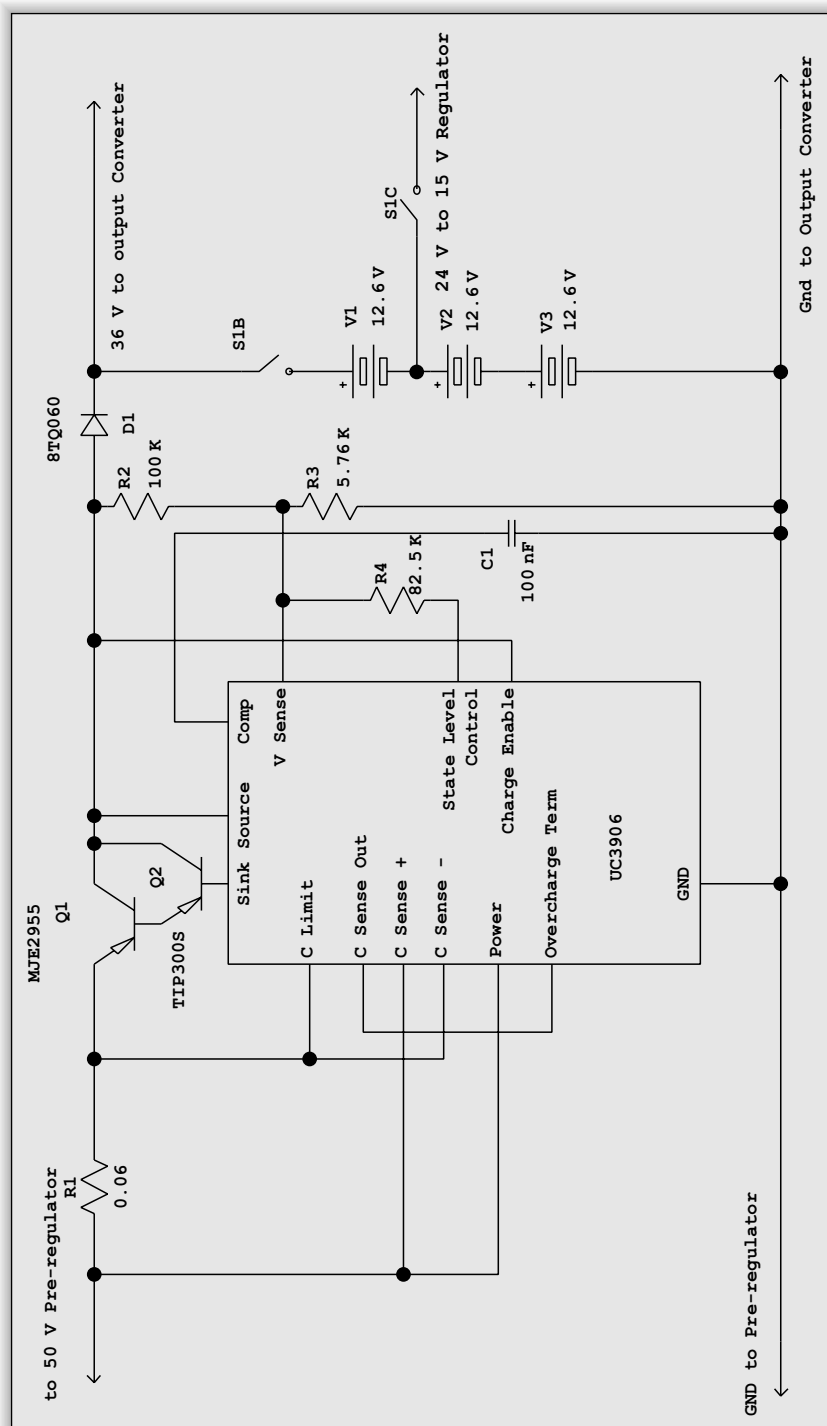 to 50 V Pre-regulator
R1
0.06
MJE2955
Q1
TIP300S
Q2
8TQ060
D1
36 V to output Converter
R2
100 K
S1B
Sink
Source
Comp
C Limit
V Sense
C Sense Out
C Sense +
C Sense -
Power
Overcharge Term
State Level
Control
Charge Enable
UC3906
GND
R3
5.76 K
R4
82.5 K
C1
100 nF
V1
12.6 V
+
S1C
24 V to 15 V Regulator
V2
12.6 V
+
V3
12.6 V
+
GND to Pre-regulator
Gnd to Output Converter